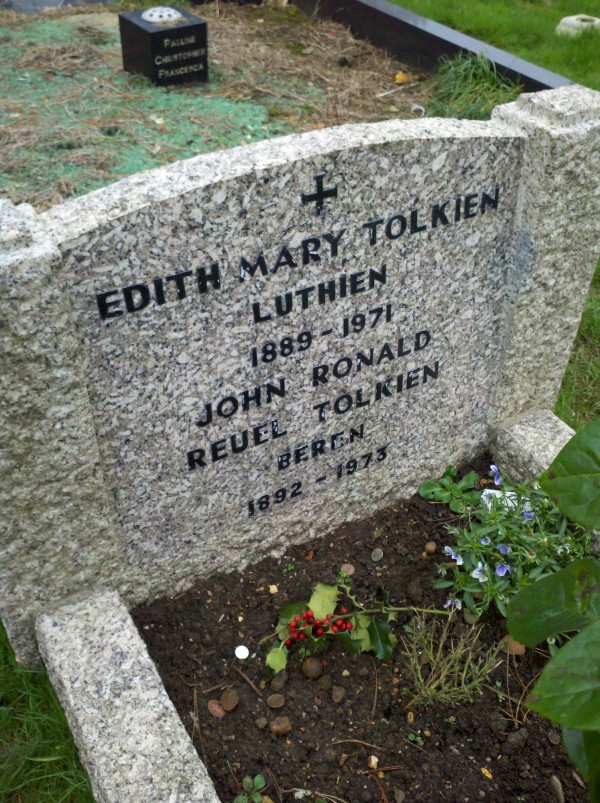 PAULINE
CHRISTOPHER
FRANCESCA
EDITH MARY TOLKIEN
LUTHIEN
1889 - 1971
JOHN RONALD
REUEL TOLKIEN
BEREN
1892 - 1973